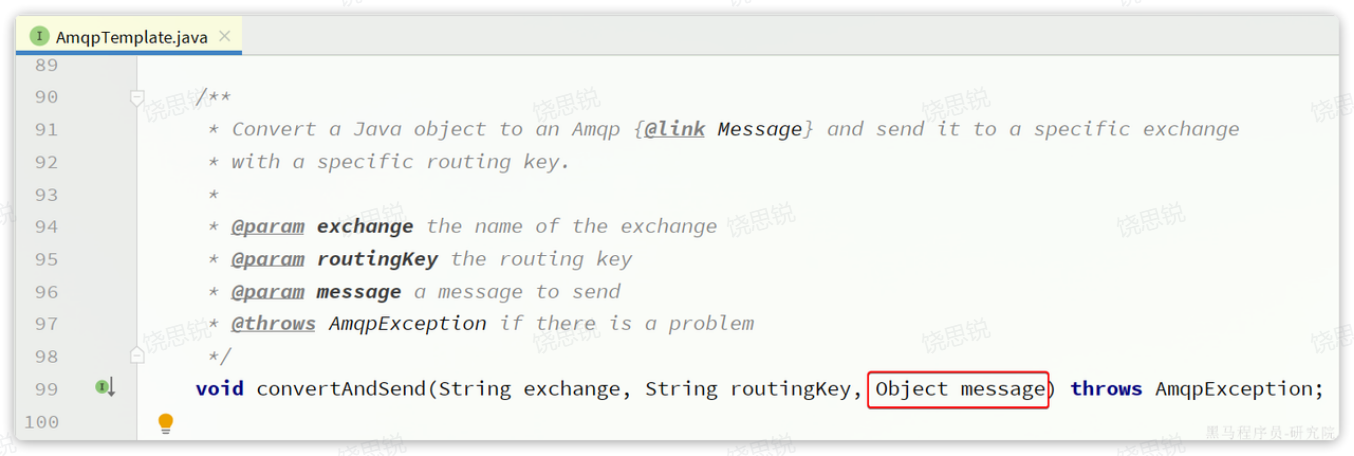 AmqpTemplate.java
89
90 /**
91 * Convert a Java object to an Amqp {@link Message} and send it to a specific exchange
92 * with a specific routing key.
93 *
94 * @param exchange the name of the exchange
95 * @param routingKey the routing key
96 * @param message a message to send
97 * @throws AmqpException if there is a problem
98 */
99 void convertAndSend(String exchange, String routingKey, Object message) throws AmqpException;
100
黑马程序员-研究院
饶思锐